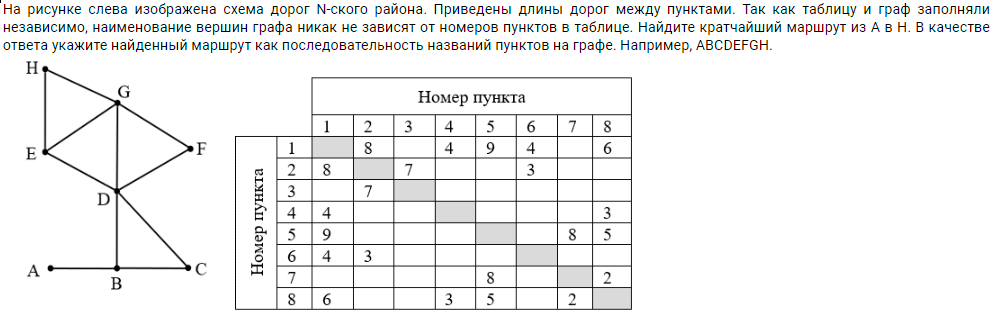 На рисунке слева изображена схема дорог N-ского района. Приведены длины дорог между пунктами. Так как таблицу и граф заполняли
независимо, наименование вершин графа никак не зависят от номеров пунктов в таблице. Найдите кратчайший маршрут из A в H. В качестве
ответа укажите найденный маршрут как последовательность названий пунктов на графе. Например, ABCDEFGH.
H
G
E
F
D
A
B
C
Номер пункта
1 2 3 4 5 6 7 8
Номер пункта
1 8 4 9 4 6
2 8 7 3
3 7
4 4 3
5 9 8 5
6 4 3
7 8 2
8 6 3 5 2